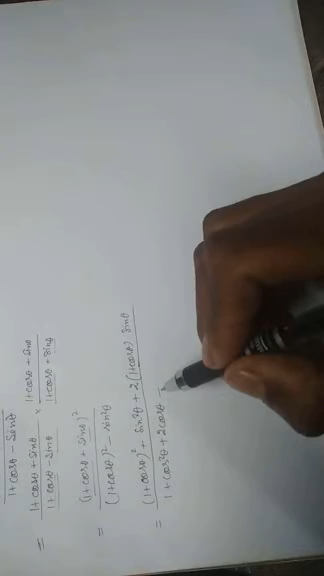 1+cosθ - sinθ
= 1+cosθ + sinθ / 1+cosθ - sinθ × 1+cosθ + sinθ / 1+cosθ + sinθ
= (1+cosθ + sinθ)² / (1+cosθ)² - sin²θ
= (1+cosθ)² + sin²θ + 2(1+cosθ) sinθ / 1+cos²θ + 2cosθ -